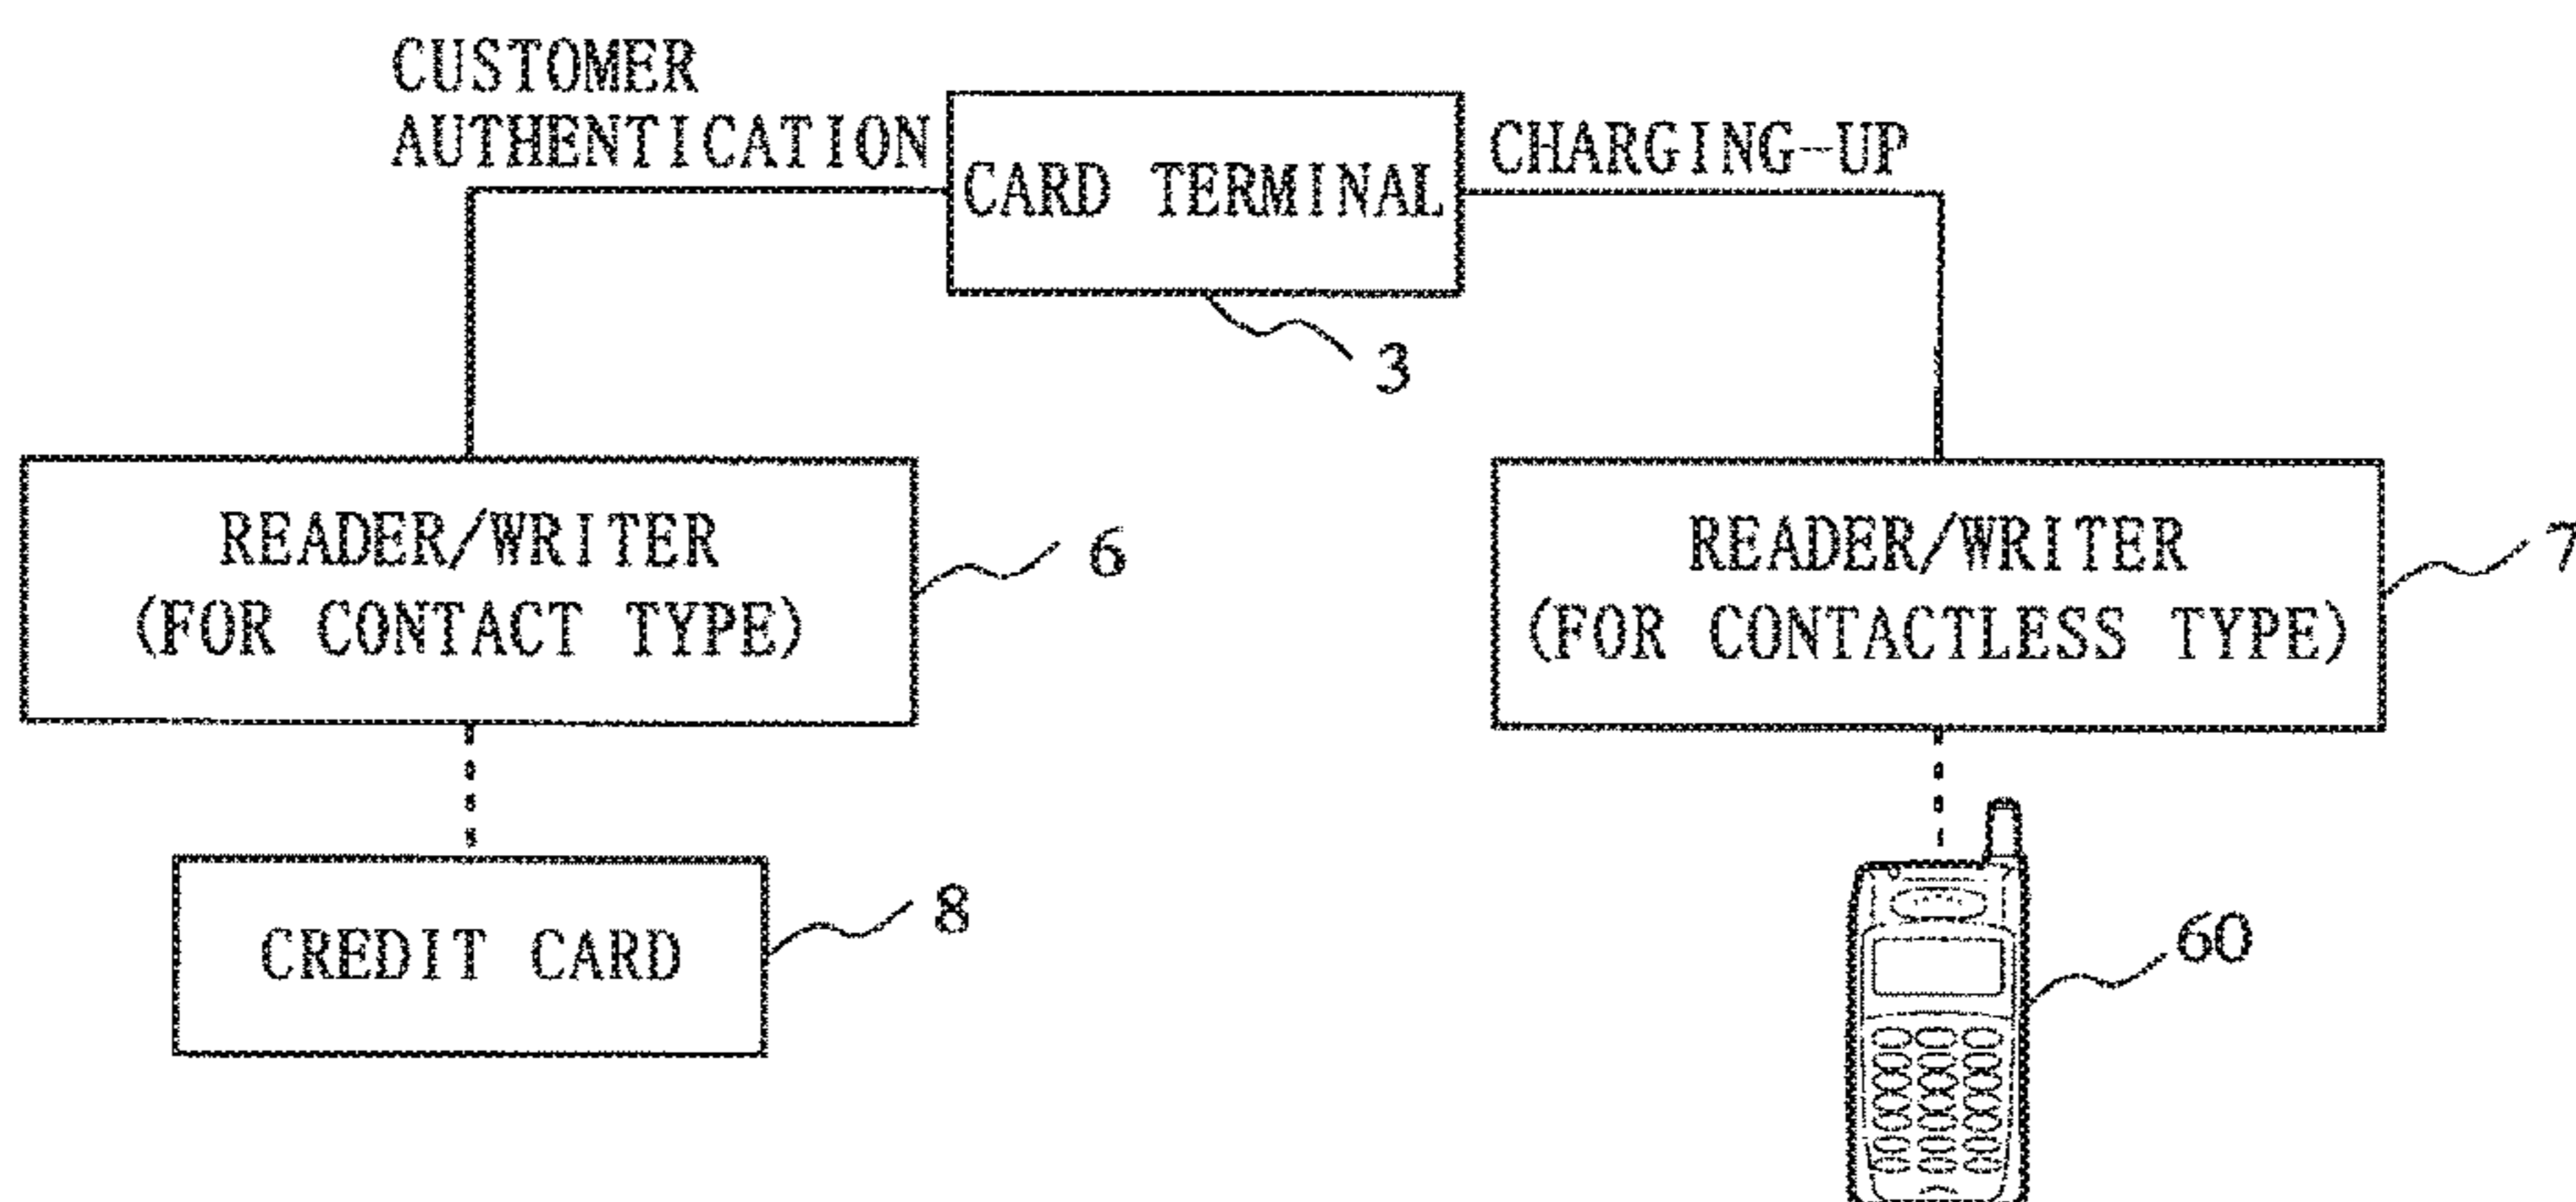 CUSTOMER
AUTHENTICATION
CARD TERMINAL
CHARGING-UP
3
READER/WRITER
(FOR CONTACT TYPE)
6
READER/WRITER
(FOR CONTACTLESS TYPE)
7
CREDIT CARD
8
60